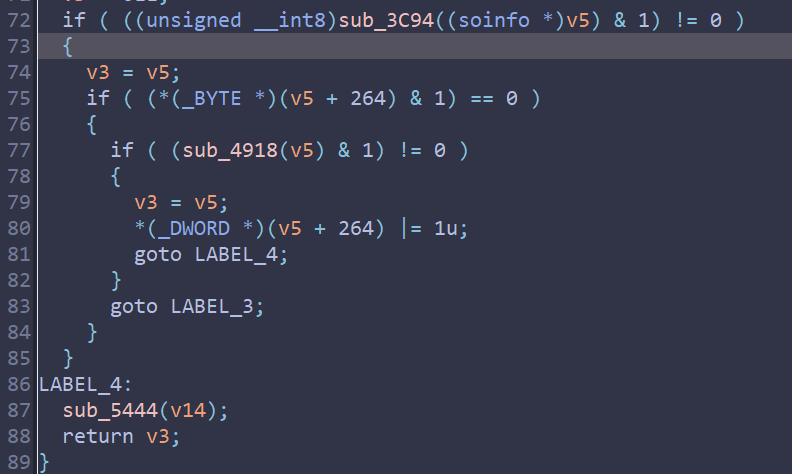 72 if ( ((unsigned __int8)sub_3C94((soinfo *)v5) & 1) != 0 )
73 {
74 v3 = v5;
75 if ( (*(_BYTE *)(v5 + 264) & 1) == 0 )
76 {
77 if ( (sub_4918(v5) & 1) != 0 )
78 {
79 v3 = v5;
80 *(_DWORD *)(v5 + 264) |= 1u;
81 goto LABEL_4;
82 }
83 goto LABEL_3;
84 }
85 }
86 LABEL_4:
87 sub_5444(v14);
88 return v3;
89 }